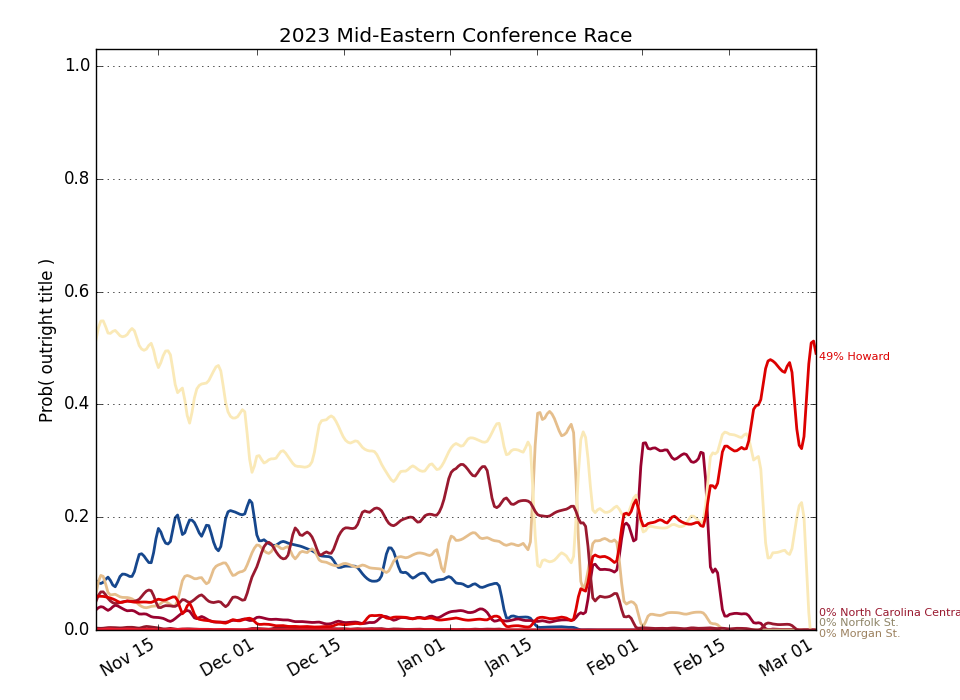 2023 Mid-Eastern Conference Race
Prob( outright title )
1.0
0.8
0.6
0.4
0.2
0.0
Nov 15
Dec 01
Dec 15
Jan 01
Jan 15
Feb 01
Feb 15
Mar 01
49% Howard
0% North Carolina Centra
0% Norfolk St.
0% Morgan St.